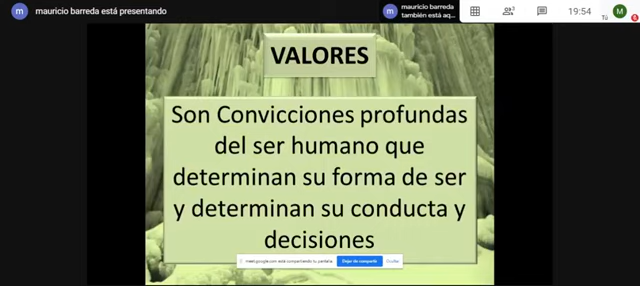 m mauricio barreda está presentando
m mauricio barreda
también está aq...
3
19:54
Tú
M
VALORES
Son Convicciones profundas
del ser humano que
determinan su forma de ser
y determinan su conducta y
decisiones
meet.google.com está compartiendo tu pantalla. Dejar de compartir Ocultar